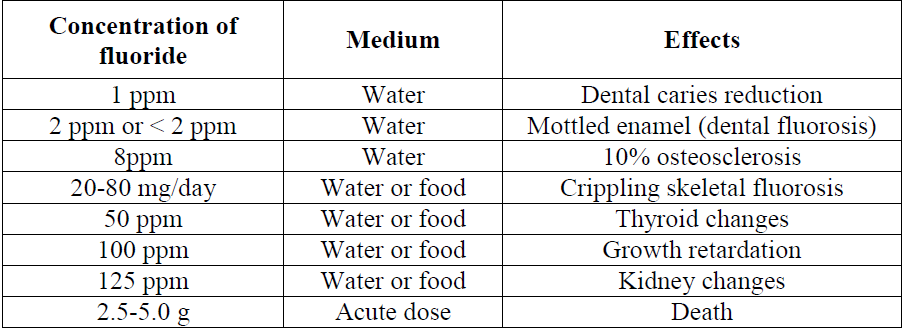 Concentration of fluoride Medium Effects
1 ppm Water Dental caries reduction
2 ppm or < 2 ppm Water Mottled enamel (dental fluorosis)
8ppm Water 10% osteosclerosis
20-80 mg/day Water or food Crippling skeletal fluorosis
50 ppm Water or food Thyroid changes
100 ppm Water or food Growth retardation
125 ppm Water or food Kidney changes
2.5-5.0 g Acute dose Death